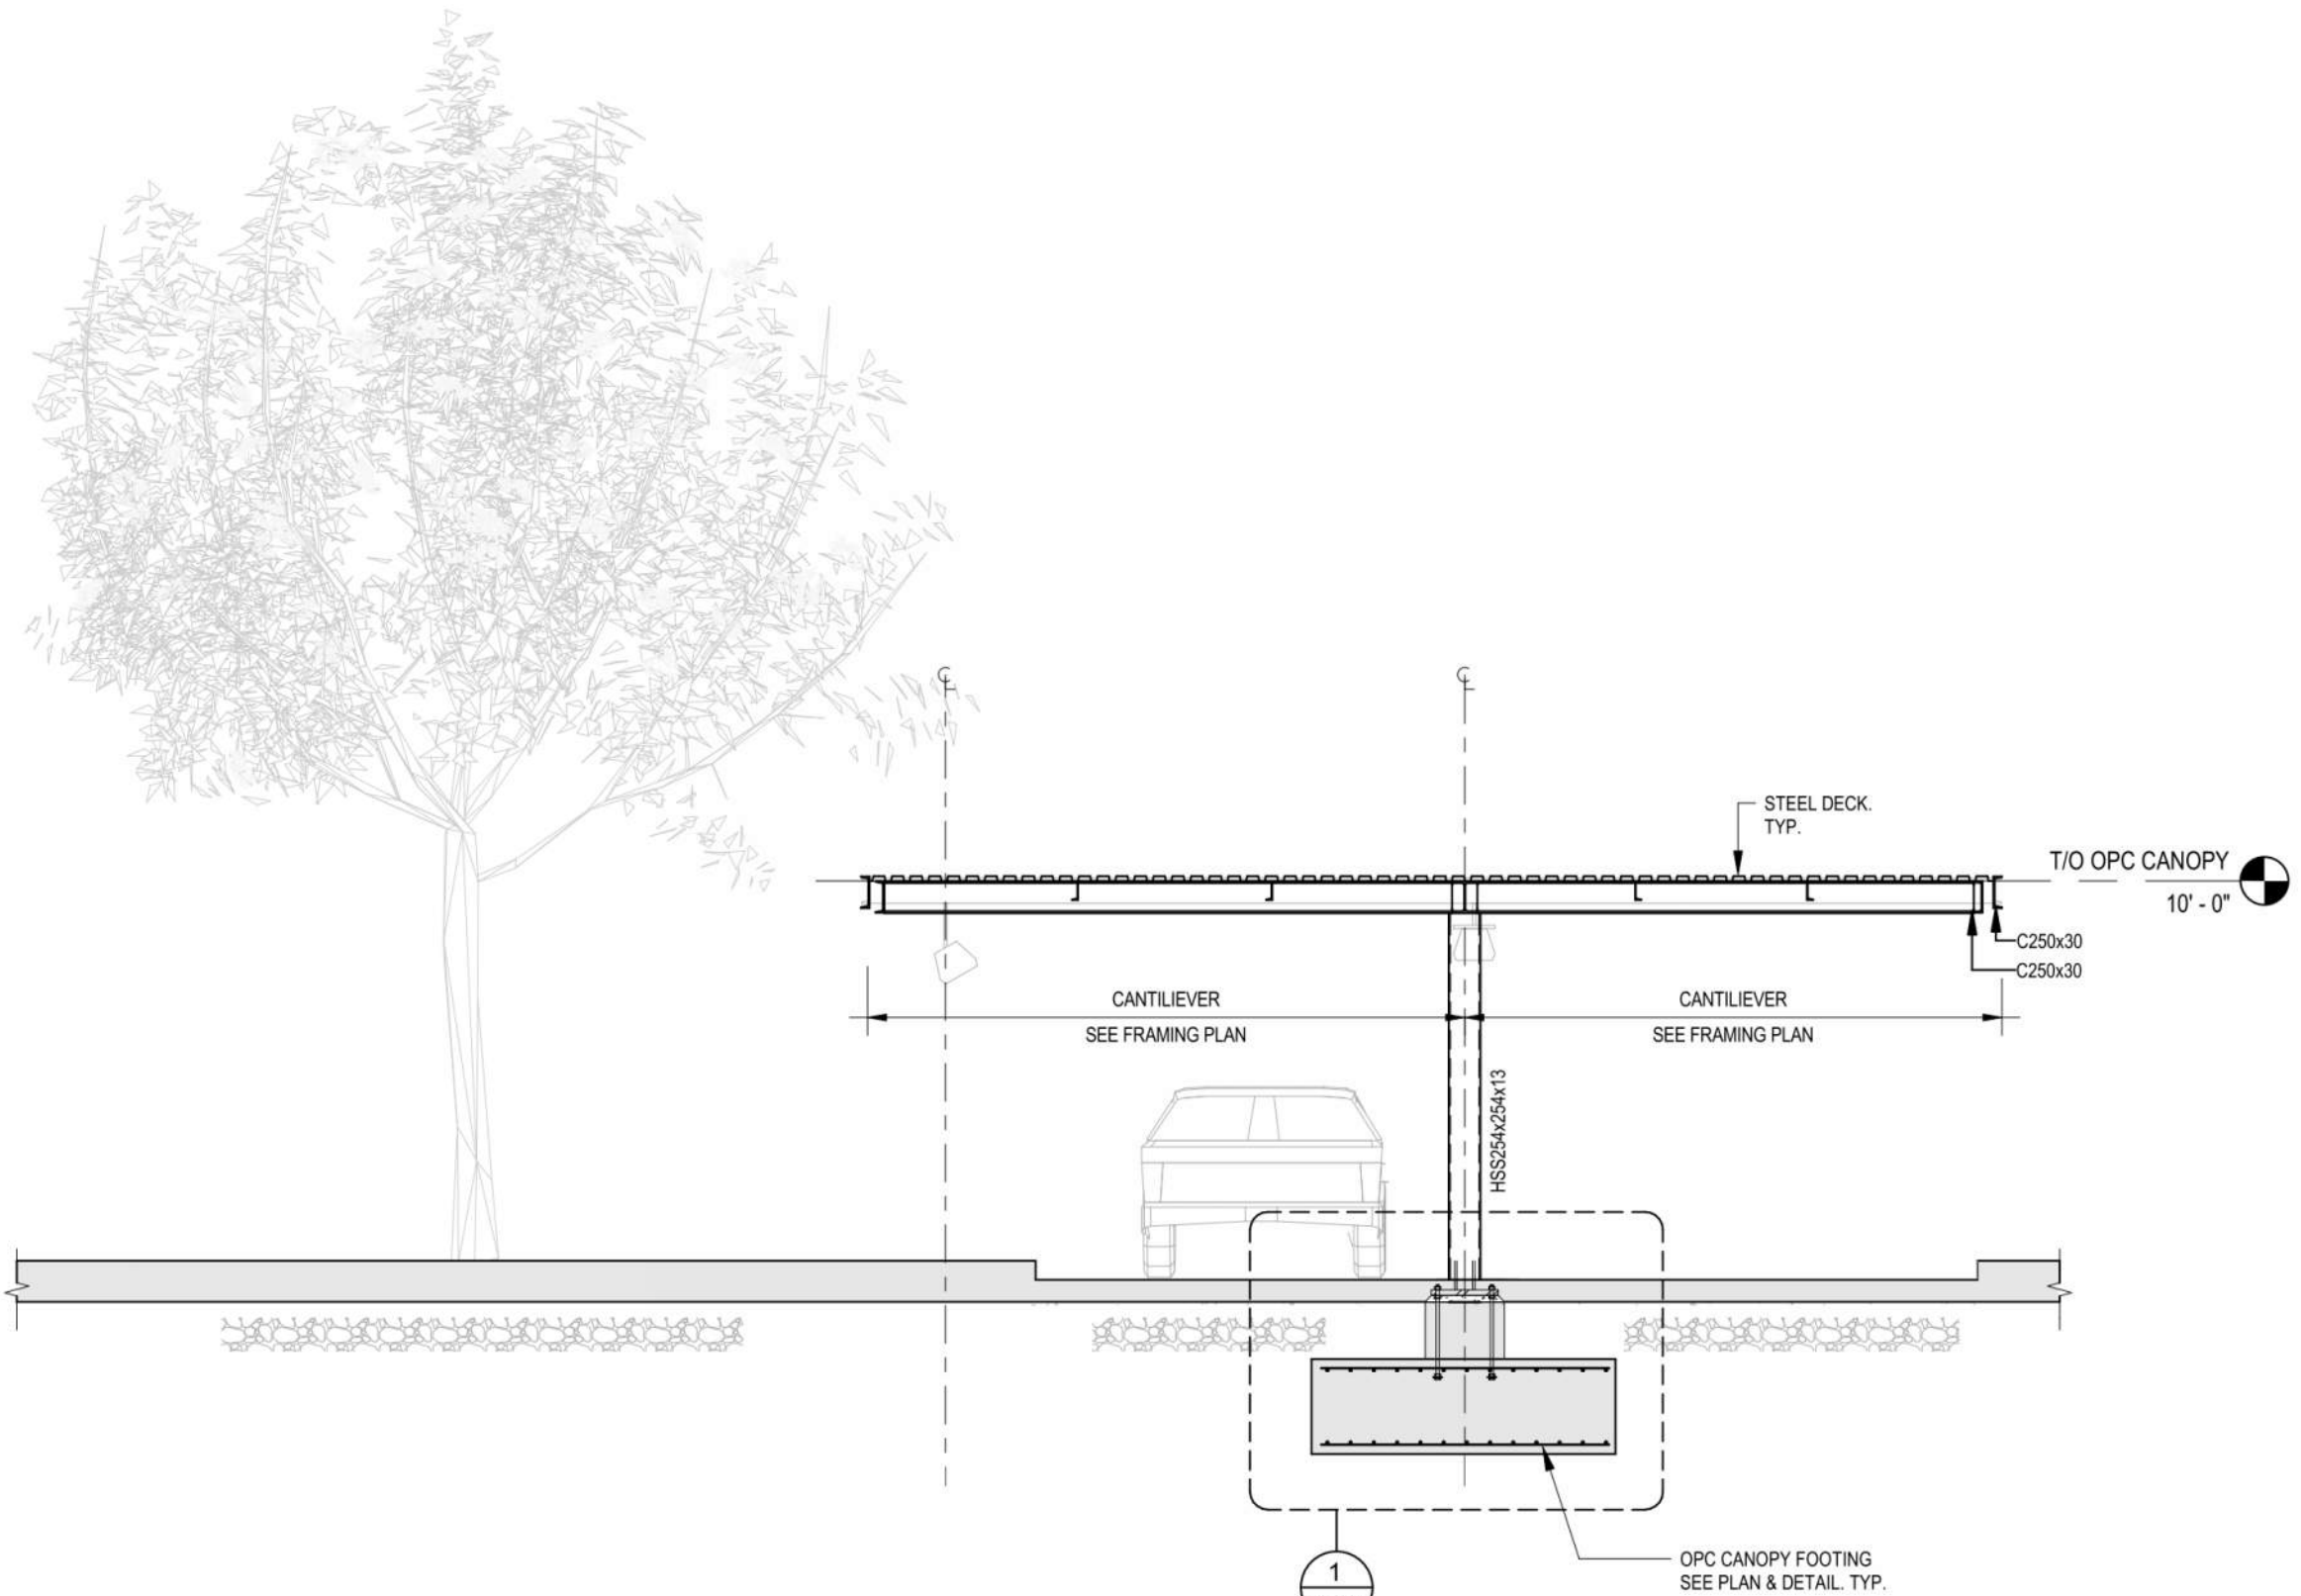 ℄
℄
STEEL DECK.
TYP.
T/O OPC CANOPY
10' - 0"
C250x30
C250x30
CANTILIEVER
SEE FRAMING PLAN
CANTILIEVER
SEE FRAMING PLAN
HSS254x254x13
1
OPC CANOPY FOOTING
SEE PLAN & DETAIL. TYP.